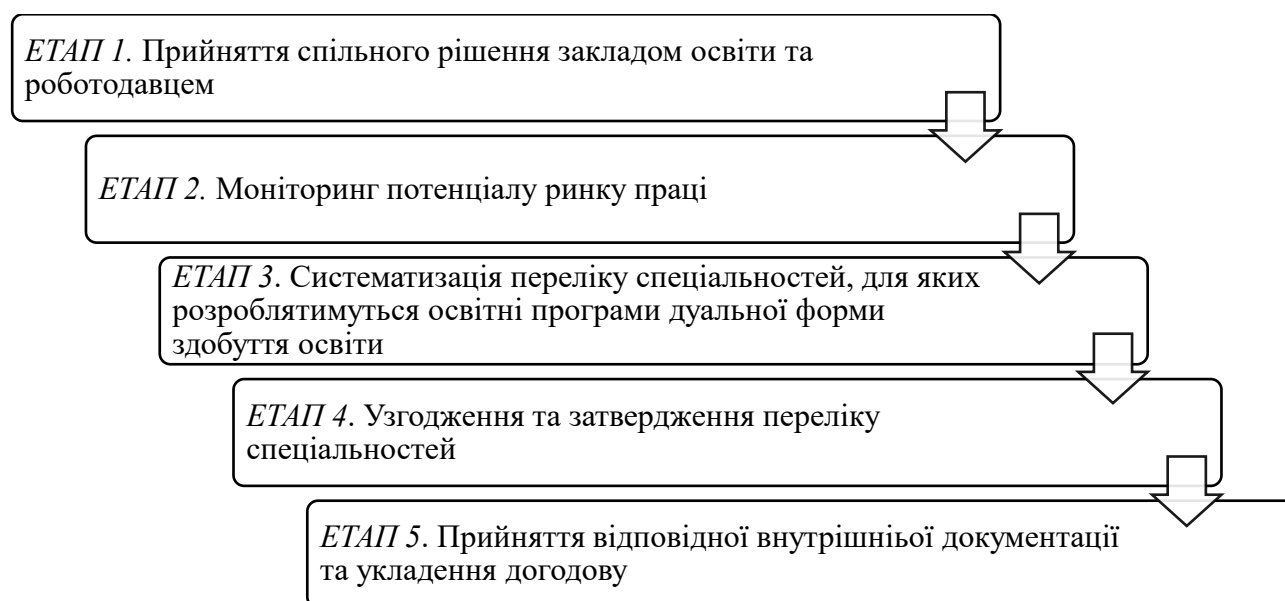 ЕТАП 1. Прийняття спільного рішення закладом освіти та
роботодавцем
ЕТАП 2. Моніторинг потенціалу ринку праці
ЕТАП 3. Систематизація переліку спеціальностей, для яких
розроблятимуться освітні програми дуальної форми
здобуття освіти
ЕТАП 4. Узгодження та затвердження переліку
спеціальностей
ЕТАП 5. Прийняття відповідної внутрішніьої документації
та укладення догодову